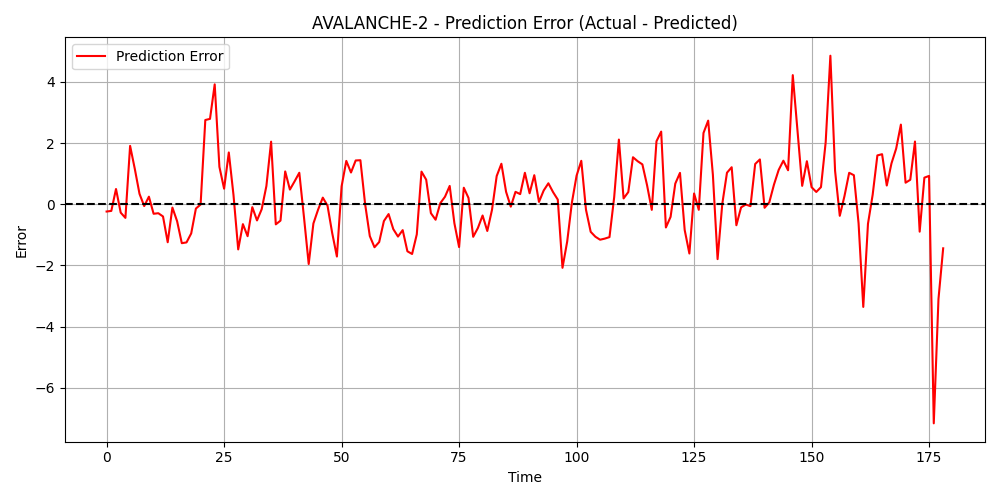 AVALANCHE-2 - Prediction Error (Actual - Predicted)
Prediction Error
Error
4
2
0
−2
−4
−6
0 25 50 75 100 125 150 175
Time